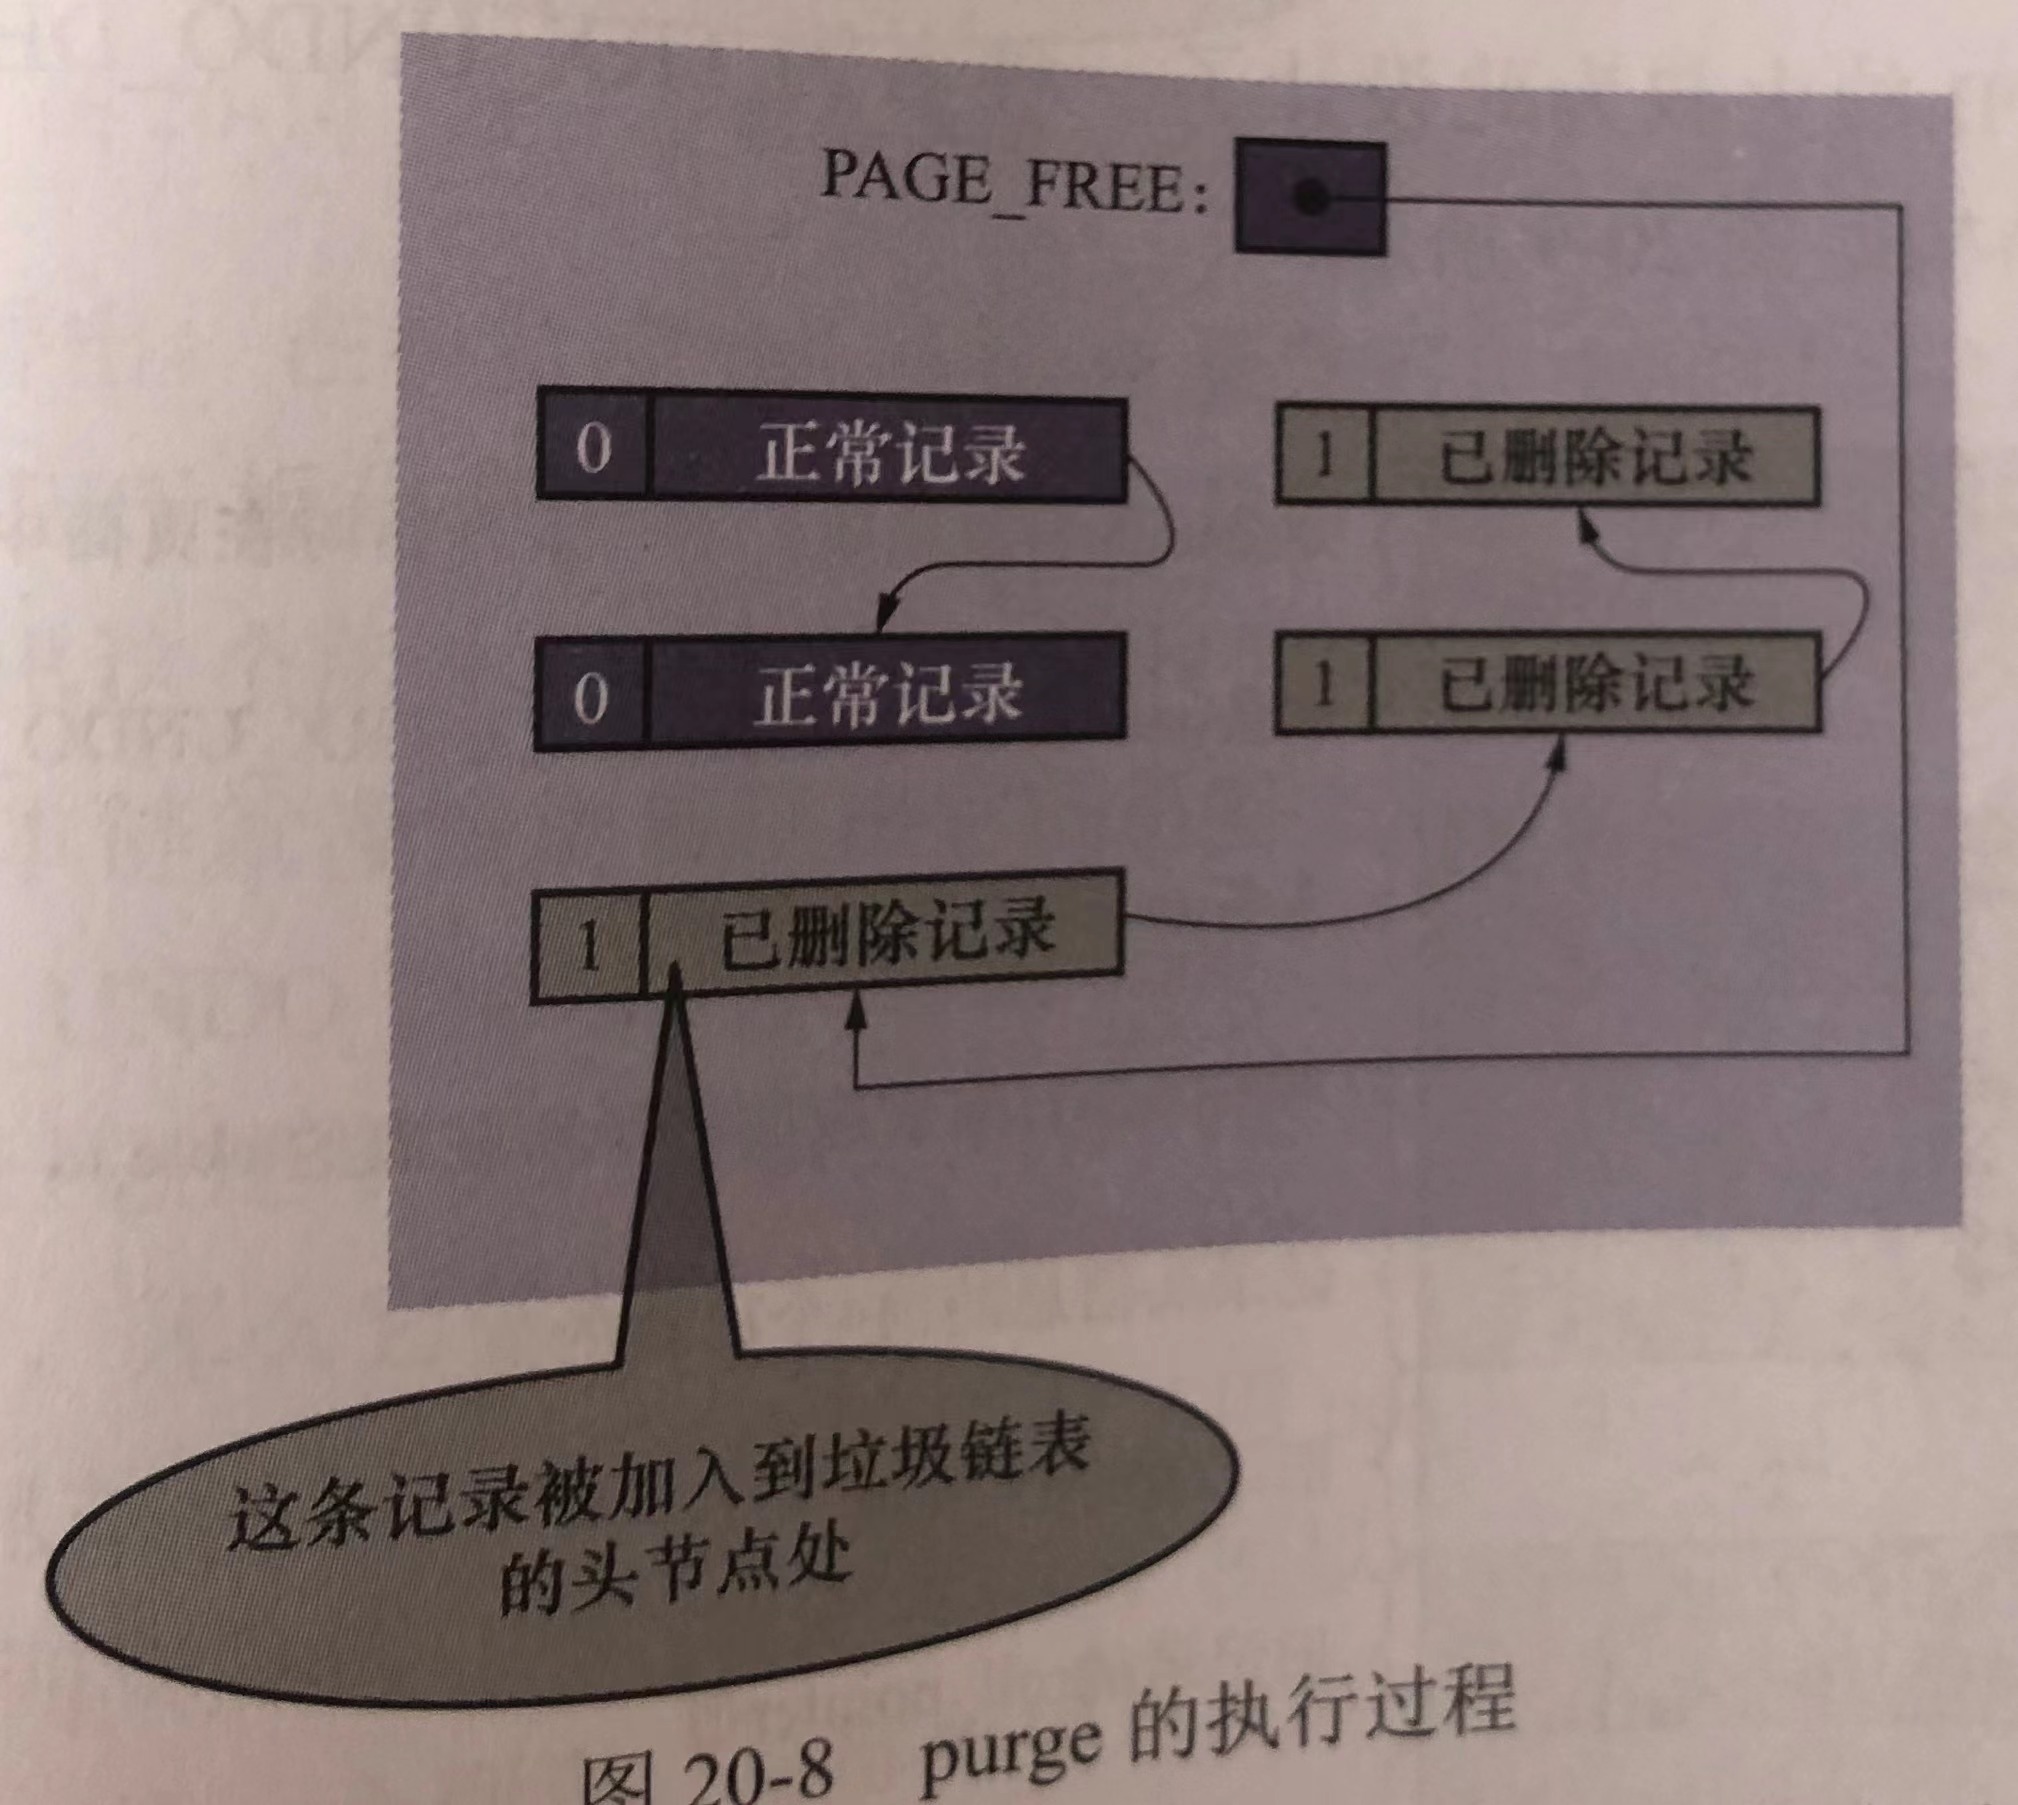 PAGE_FREE:
0 正常记录
1 已删除记录
0 正常记录
1 已删除记录
1 已删除记录
这条记录被加入到垃圾链表
的头节点处
图 20-8 purge 的执行过程